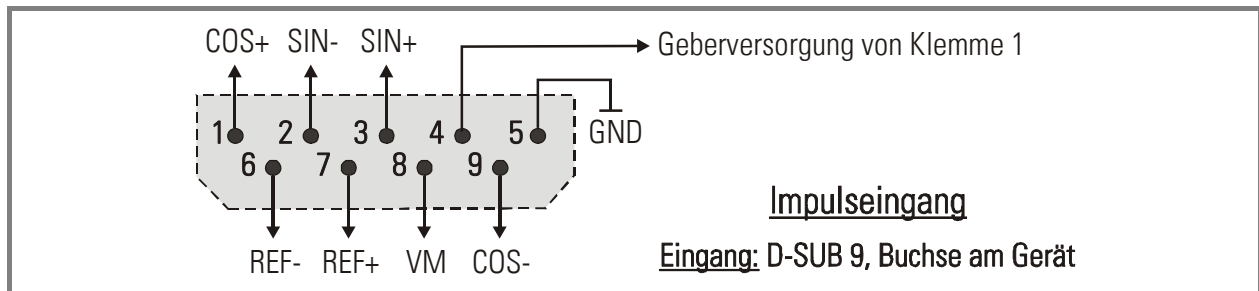 COS+ SIN- SIN+
Geberversorgung von Klemme 1
1 2 3 4 5 GND
6 7 8 9
REF- REF+ VM COS-
Impulseingang
Eingang: D-SUB 9, Buchse am Gerät